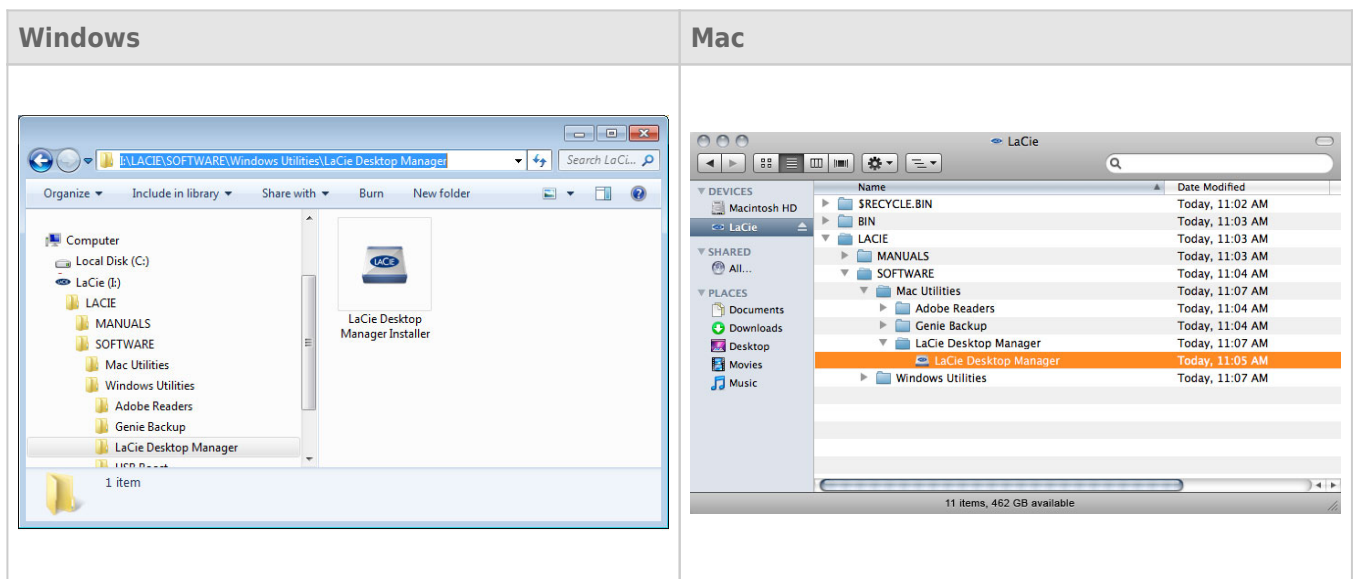 Windows
Mac
I:\LACIE\SOFTWARE\Windows Utilities\LaCie Desktop Manager
Search LaCi...
Organize Include in library Share with Burn New folder
Computer
Local Disk (C:)
LaCie (I:)
LACIE
MANUALS
SOFTWARE
Mac Utilities
Windows Utilities
Adobe Readers
Genie Backup
LaCie Desktop Manager
USB Boost
LACIE
LaCie Desktop
Manager Installer
1 item
LaCie
DEVICES
Macintosh HD
LaCie
SHARED
All...
PLACES
Documents
Downloads
Desktop
Movies
Music
Name Date Modified
$RECYCLE.BIN Today, 11:02 AM
BIN Today, 11:03 AM
LACIE Today, 11:03 AM
MANUALS Today, 11:03 AM
SOFTWARE Today, 11:04 AM
Mac Utilities Today, 11:07 AM
Adobe Readers Today, 11:04 AM
Genie Backup Today, 11:04 AM
LaCie Desktop Manager Today, 11:07 AM
LaCie Desktop Manager Today, 11:05 AM
Windows Utilities Today, 11:07 AM
11 items, 462 GB available